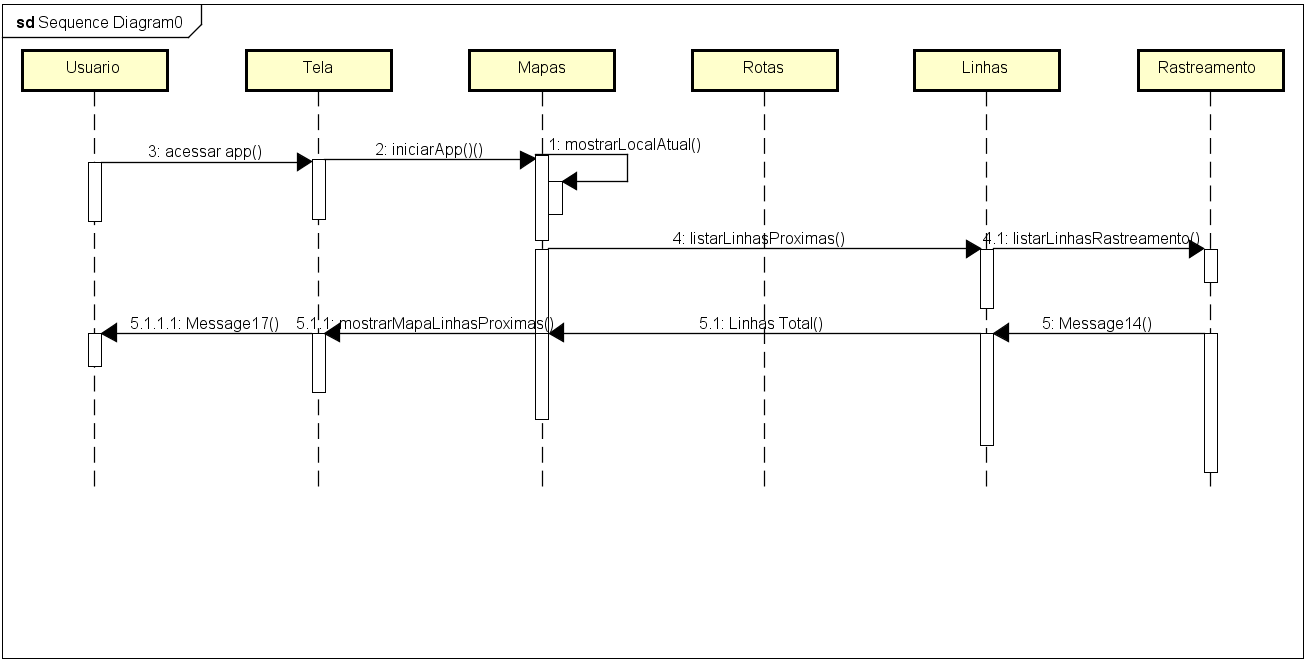 sd Sequence Diagram0
Usuario
Tela
Mapas
Rotas
Linhas
Rastreamento
3: acessar app()
2: iniciarApp()()
1: mostrarLocalAtual()
4: listarLinhasProximas()
4.1: listarLinhasRastreamento()
5.1.1.1: Message17()
5.1.1: mostrarMapaLinhasProximas()
5.1: Linhas Total()
5: Message14()